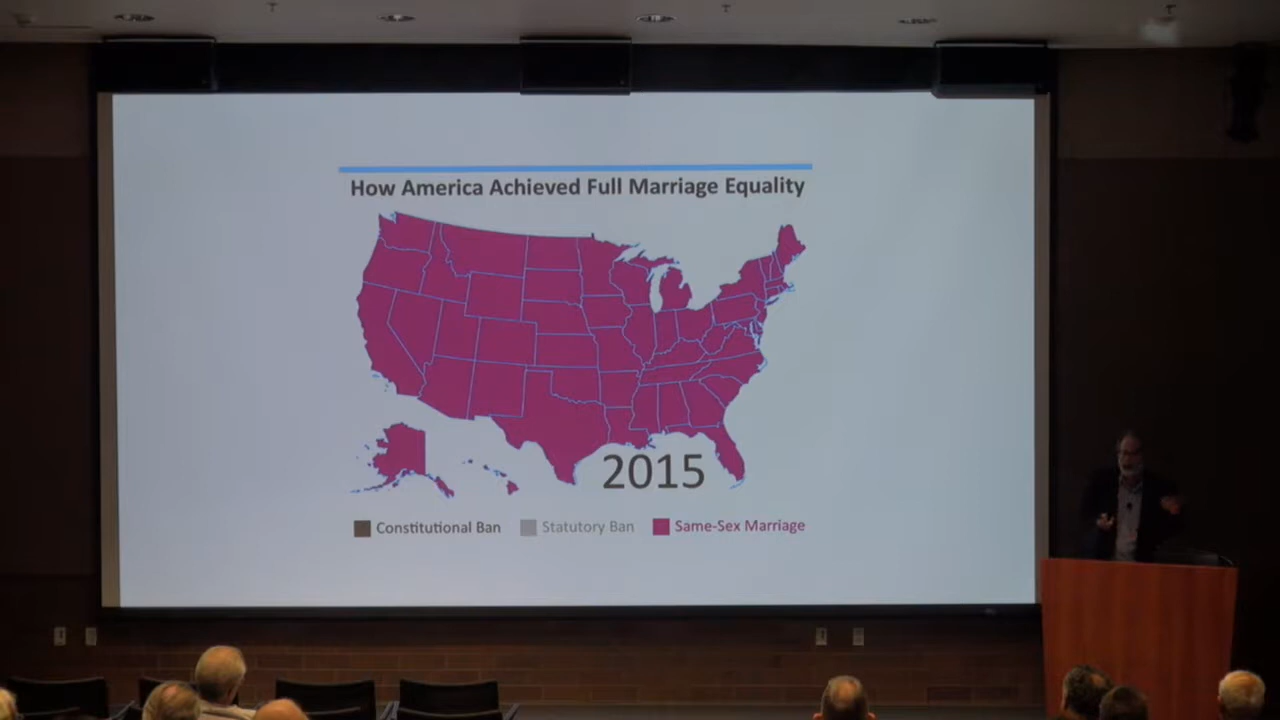 How America Achieved Full Marriage Equality
2015
Constitutional Ban Statutory Ban Same-Sex Marriage